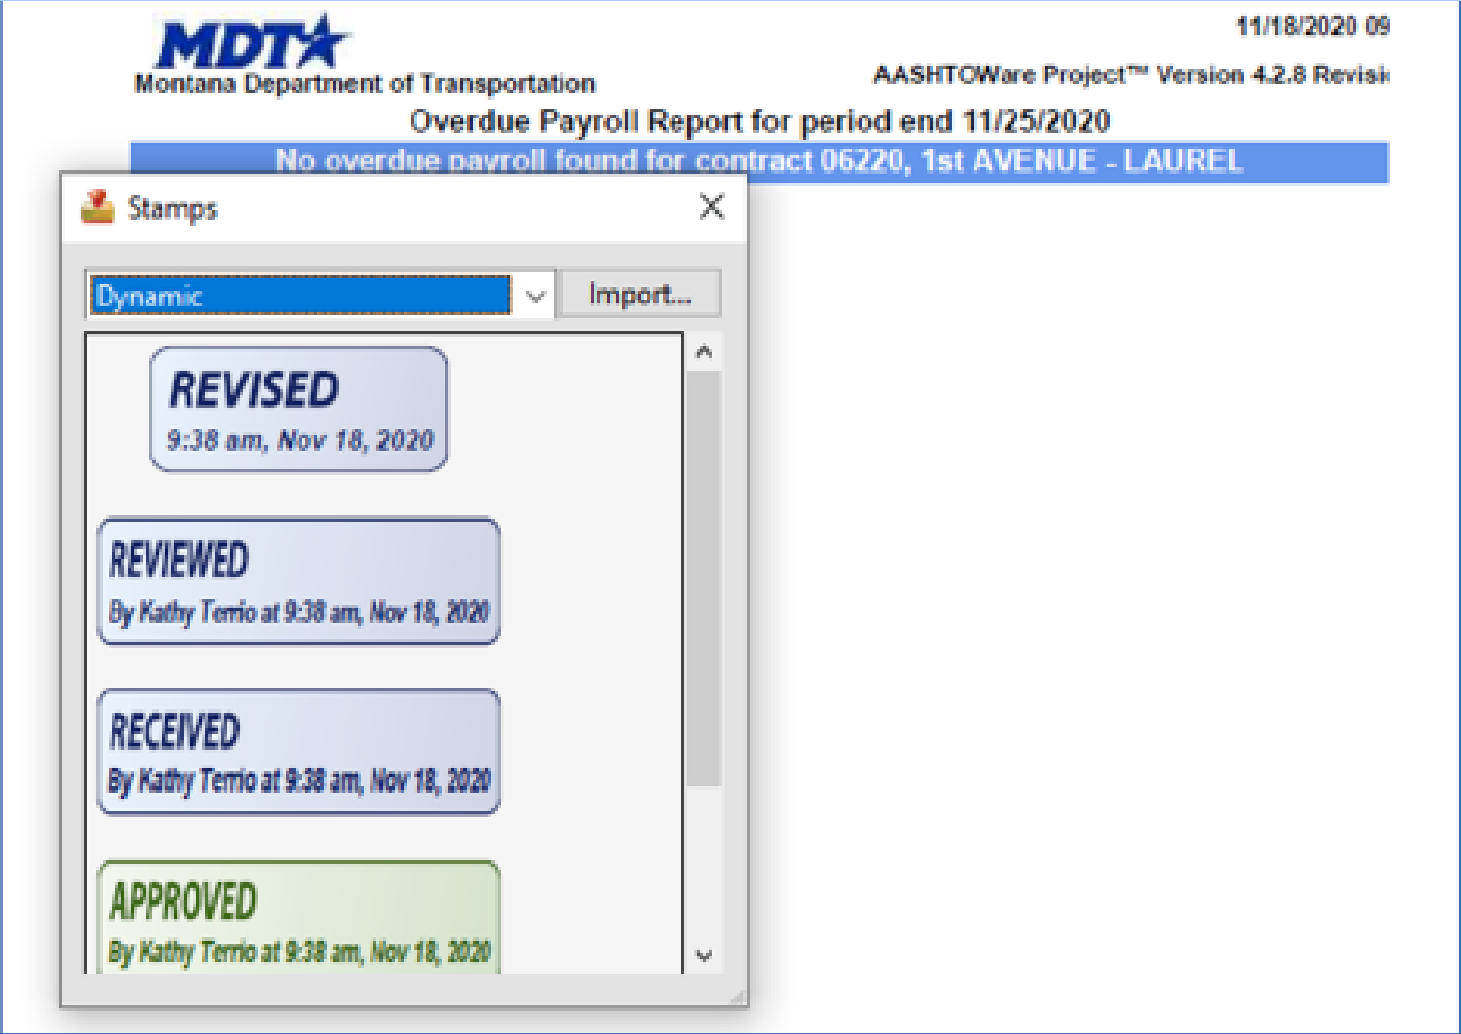 MDT
11/18/2020 09
Montana Department of Transportation
AASHTOWare Project™ Version 4.2.8 Revisi
Overdue Payroll Report for period end 11/25/2020
No overdue payroll found for contract 06220, 1st AVENUE - LAUREL
Stamps
Dynamic
Import...
REVISED
9:38 am, Nov 18, 2020
REVIEWED
By Kathy Terrio at 9:38 am, Nov 18, 2020
RECEIVED
By Kathy Terrio at 9:38 am, Nov 18, 2020
APPROVED
By Kathy Terrio at 9:38 am, Nov 18, 2020